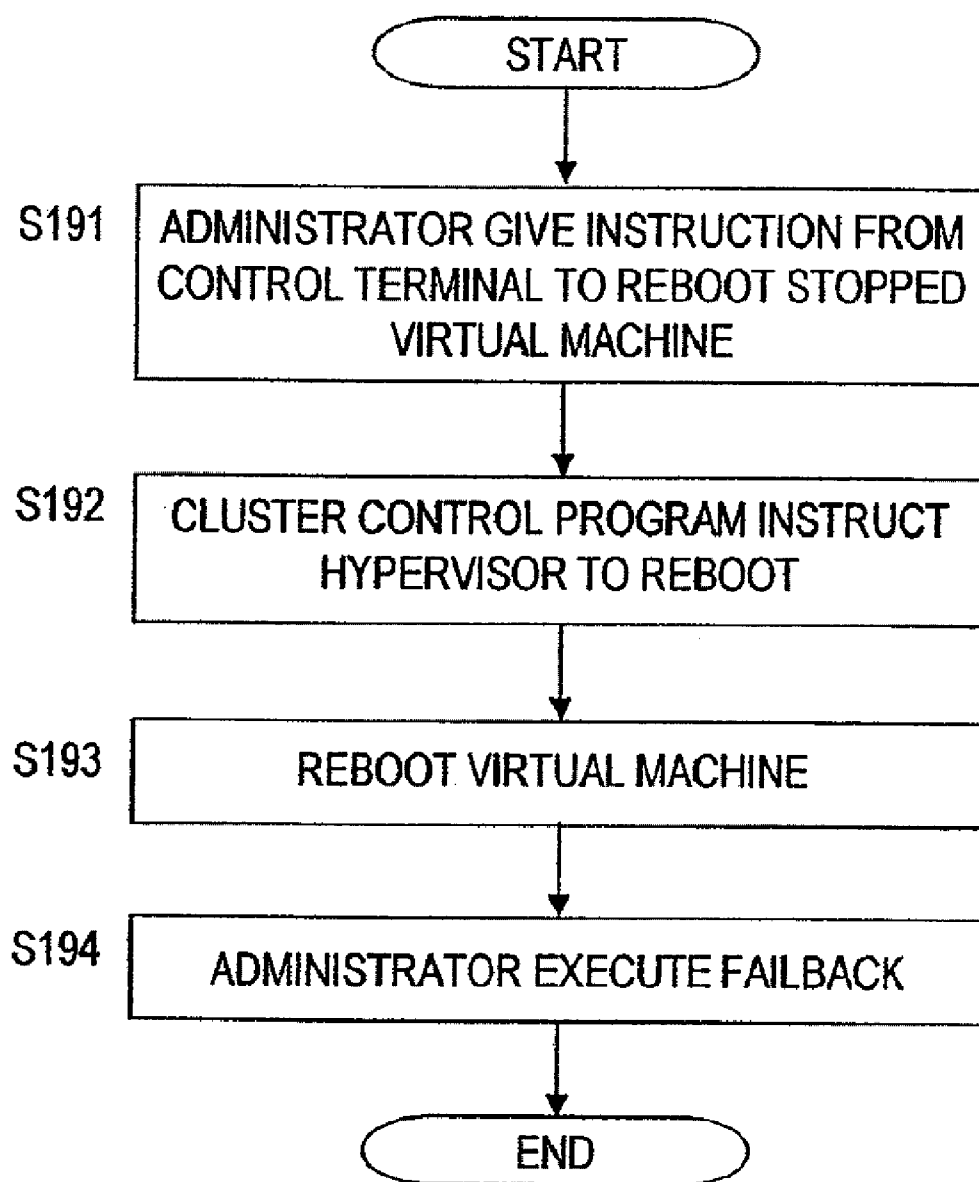 START
S191
ADMINISTRATOR GIVE INSTRUCTION FROM
CONTROL TERMINAL TO REBOOT STOPPED
VIRTUAL MACHINE
S192
CLUSTER CONTROL PROGRAM INSTRUCT
HYPERVISOR TO REBOOT
S193
REBOOT VIRTUAL MACHINE
S194
ADMINISTRATOR EXECUTE FAILBACK
END